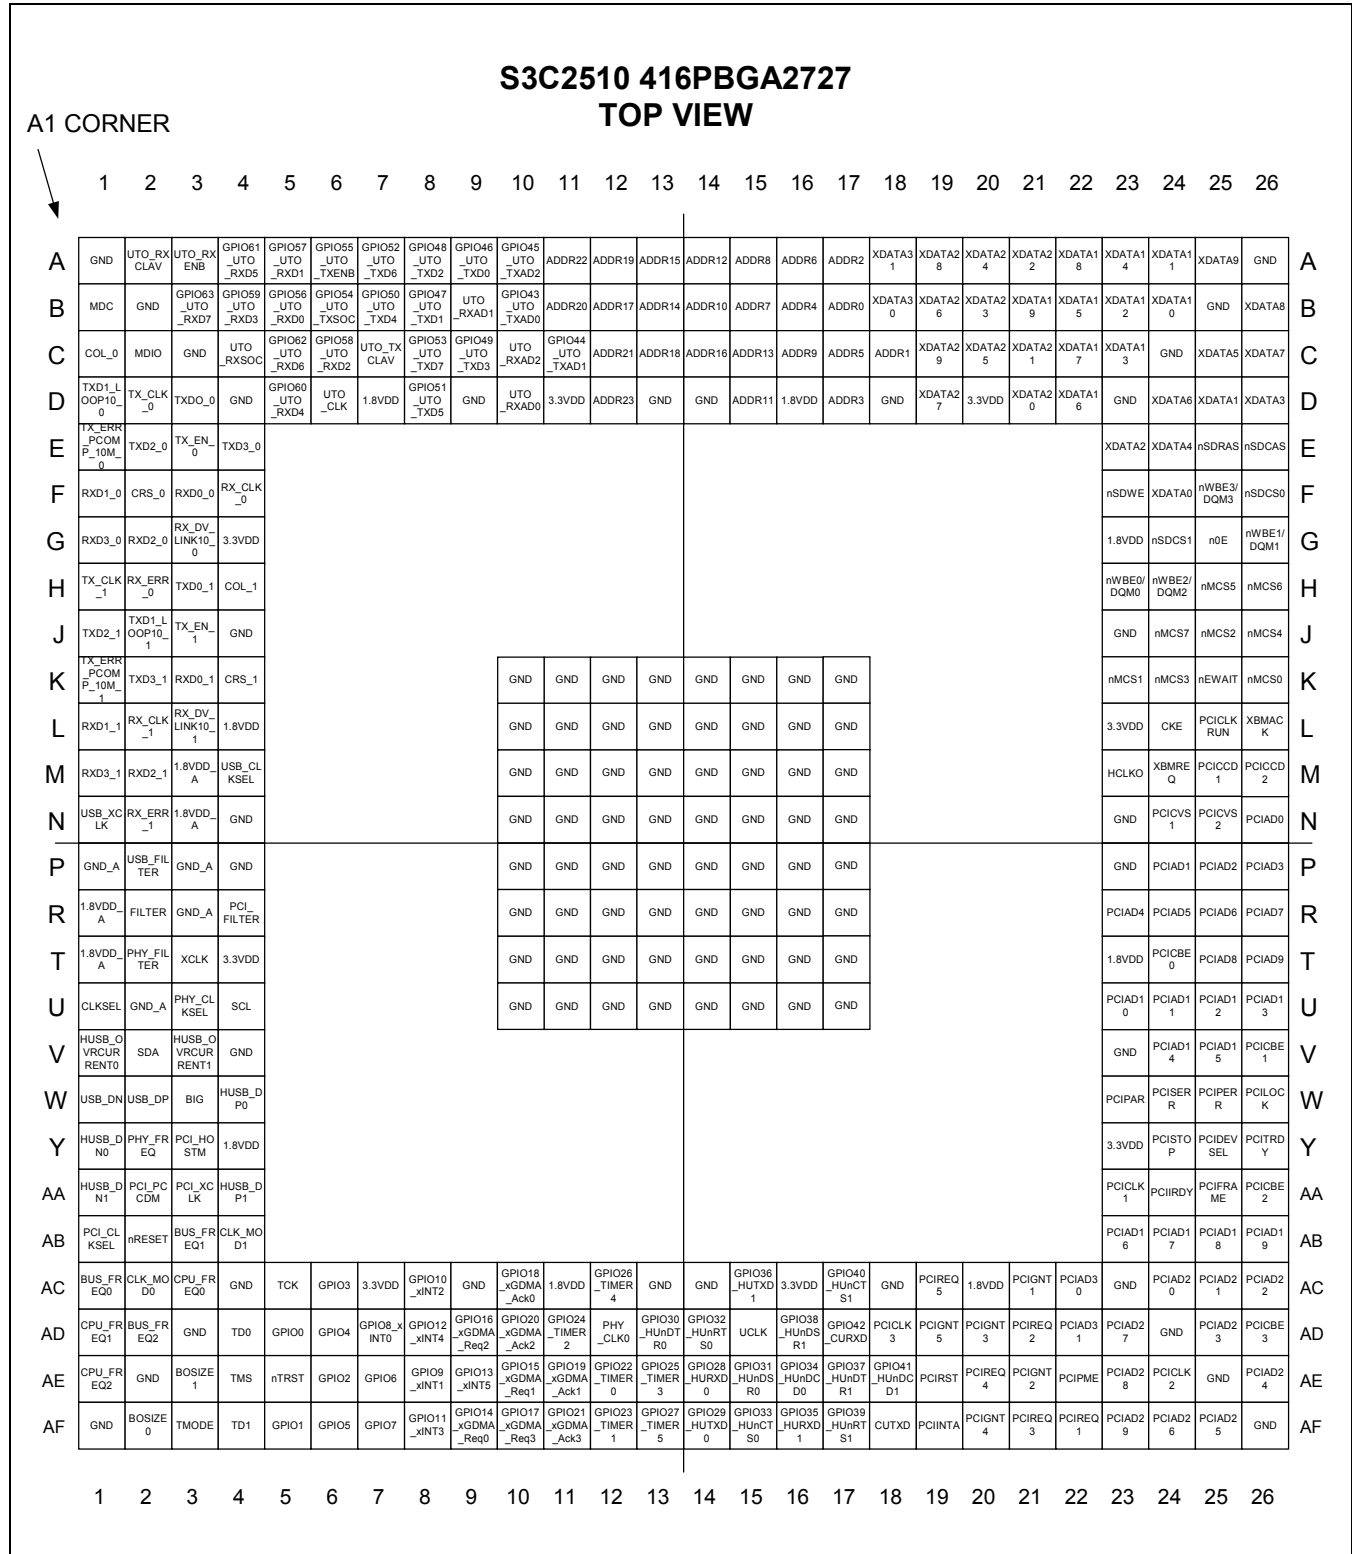 S3C2510 416PBGA2727
TOP VIEW
A1 CORNER
1 2 3 4 5 6 7 8 9 10 11 12 13 14 15 16 17 18 19 20 21 22 23 24 25 26
A GND UTO_RXCLAV UTO_RXENB GPIO61_UTO_RXD5 GPIO57_UTO_RXD1 GPIO55_UTO_TXENB GPIO52_UTO_TXD6 GPIO48_UTO_TXD2 GPIO46_UTO_TXD0 GPIO45_UTO_TXAD2 ADDR22 ADDR19 ADDR15 ADDR12 ADDR8 ADDR6 ADDR2 XDATA31 XDATA28 XDATA24 XDATA22 XDATA18 XDATA14 XDATA11 XDATA9 GND A
B MDC GND GPIO63_UTO_RXD7 GPIO59_UTO_RXD3 GPIO56_UTO_RXD0 GPIO54_UTO_TXSOC GPIO50_UTO_TXD4 GPIO47_UTO_TXD1 UTO_RXAD1 GPIO43_UTO_TXAD0 ADDR20 ADDR17 ADDR14 ADDR10 ADDR7 ADDR4 ADDR0 XDATA30 XDATA26 XDATA23 XDATA19 XDATA15 XDATA12 XDATA10 GND XDATA8 B
C COL_0 MDIO GND UTO_RXSOC GPIO62_UTO_RXD6 GPIO58_UTO_RXD2 UTO_TXCLAV GPIO53_UTO_TXD7 GPIO49_UTO_TXD3 UTO_RXAD2 GPIO44_UTO_TXAD1 ADDR21 ADDR18 ADDR16 ADDR13 ADDR9 ADDR5 ADDR1 XDATA29 XDATA25 XDATA21 XDATA17 XDATA13 GND XDATA5 XDATA7 C
D TXD1_LOOP10_0 TX_CLK_0 TXDO_0 GND GPIO60_UTO_RXD4 UTO_CLK 1.8VDD GPIO51_UTO_TXD5 GND UTO_RXAD0 3.3VDD ADDR23 GND GND ADDR11 1.8VDD ADDR3 GND XDATA27 3.3VDD XDATA20 XDATA16 GND XDATA6 XDATA1 XDATA3 D
E TX_ERR_PCOMP_10M_0 TXD2_0 TX_EN_0 TXD3_0 XDATA2 XDATA4 nSDRAS nSDCAS E
F RXD1_0 CRS_0 RXD0_0 RX_CLK_0 nSDWE XDATA0 nWBE3/DQM3 nSDCS0 F
G RXD3_0 RXD2_0 RX_DV_LINK10_0 3.3VDD 1.8VDD nSDCS1 n0E nWBE1/DQM1 G
H TX_CLK_1 RX_ERR_0 TXD0_1 COL_1 nWBE0/DQM0 nWBE2/DQM2 nMCS5 nMCS6 H
J TXD2_1 TXD1_LOOP10_1 TX_EN_1 GND GND nMCS7 nMCS2 nMCS4 J
K TX_ERR_PCOMP_10M_1 TXD3_1 RXD0_1 CRS_1 GND GND GND GND GND GND GND GND nMCS1 nMCS3 nEWAIT nMCS0 K
L RXD1_1 RX_CLK_1 RX_DV_LINK10_1 1.8VDD GND GND GND GND GND GND GND GND 3.3VDD CKE PCICLKRUN XBMACK L
M RXD3_1 RXD2_1 1.8VDD_A USB_CLKSEL GND GND GND GND GND GND GND GND HCLKO XBMREQ PCICCD1 PCICCD2 M
N USB_XCLK RX_ERR_1 1.8VDD_A GND GND GND GND GND GND GND GND GND GND PCICVS1 PCICVS2 PCIAD0 N
P GND_A USB_FILTER GND_A GND GND GND GND GND GND GND GND GND GND PCIAD1 PCIAD2 PCIAD3 P
R 1.8VDD_A FILTER GND_A PCI_FILTER GND GND GND GND GND GND GND GND PCIAD4 PCIAD5 PCIAD6 PCIAD7 R
T 1.8VDD_A PHY_FILTER XCLK 3.3VDD GND GND GND GND GND GND GND GND 1.8VDD PCICBE0 PCIAD8 PCIAD9 T
U CLKSEL GND_A PHY_CLKSEL SCL GND GND GND GND GND GND GND GND PCIAD10 PCIAD11 PCIAD12 PCIAD13 U
V HUSB_OVRCURRENT0 SDA HUSB_OVRCURRENT1 GND GND PCIAD14 PCIAD15 PCICBE1 V
W USB_DN USB_DP BIG HUSB_DP0 PCIPAR PCISERR PCIPERR PCILOCK W
Y HUSB_DN0 PHY_FREQ PCI_HOSTM 1.8VDD 3.3VDD PCISTOP PCIDEVSEL PCITRDY Y
AA HUSB_DN1 PCI_PCCDM PCI_XCLK HUSB_DP1 PCICLK1 PCIIRDY PCIFRAME PCICBE2 AA
AB PCI_CLKSEL nRESET BUS_FREQ1 CLK_MOD1 PCIAD16 PCIAD17 PCIAD18 PCIAD19 AB
AC BUS_FREQ0 CLK_MOD0 CPU_FREQ0 GND TCK GPIO3 3.3VDD GPIO10_xINT2 GND GPIO18_xGDMA_Ack0 1.8VDD GPIO26_TIMER4 GND GND GPIO36_HUTXD1 3.3VDD GPIO40_HUnCTS1 GND PCIREQ5 1.8VDD PCIGNT1 PCIAD30 GND PCIAD20 PCIAD21 PCIAD22 AC
AD CPU_FREQ1 BUS_FREQ2 GND TD0 GPIO0 GPIO4 GPIO8_xINT0 GPIO12_xINT4 GPIO16_xGDMA_Req2 GPIO20_xGDMA_Ack2 GPIO24_TIMER2 PHY_CLK0 GPIO30_HUnDTR0 GPIO32_HUnRTS0 UCLK GPIO38_HUnDSR1 GPIO42_CURXD PCICLK3 PCIGNT5 PCIGNT3 PCIREQ2 PCIAD31 PCIAD27 GND PCIAD23 PCICBE3 AD
AE CPU_FREQ2 GND BOSIZE1 TMS nTRST GPIO2 GPIO6 GPIO9_xINT1 GPIO13_xINT5 GPIO15_xGDMA_Req1 GPIO19_xGDMA_Ack1 GPIO22_TIMER0 GPIO25_TIMER3 GPIO28_HURXD0 GPIO31_HUnDSR0 GPIO34_HUnDCD0 GPIO37_HUnDTR1 GPIO41_HUnDCD1 PCIRST PCIREQ4 PCIGNT2 PCIPME PCIAD28 PCICLK2 GND PCIAD24 AE
AF GND BOSIZE0 TMODE TD1 GPIO1 GPIO5 GPIO7 GPIO11_xINT3 GPIO14_xGDMA_Req0 GPIO17_xGDMA_Req3 GPIO21_xGDMA_Ack3 GPIO23_TIMER1 GPIO27_TIMER5 GPIO29_HUTXD0 GPIO33_HUnCTS0 GPIO35_HURXD1 GPIO39_HUnRTS1 CUTXD PCIINTA PCIGNT4 PCIREQ3 PCIREQ1 PCIAD29 PCIAD26 PCIAD25 GND AF
1 2 3 4 5 6 7 8 9 10 11 12 13 14 15 16 17 18 19 20 21 22 23 24 25 26